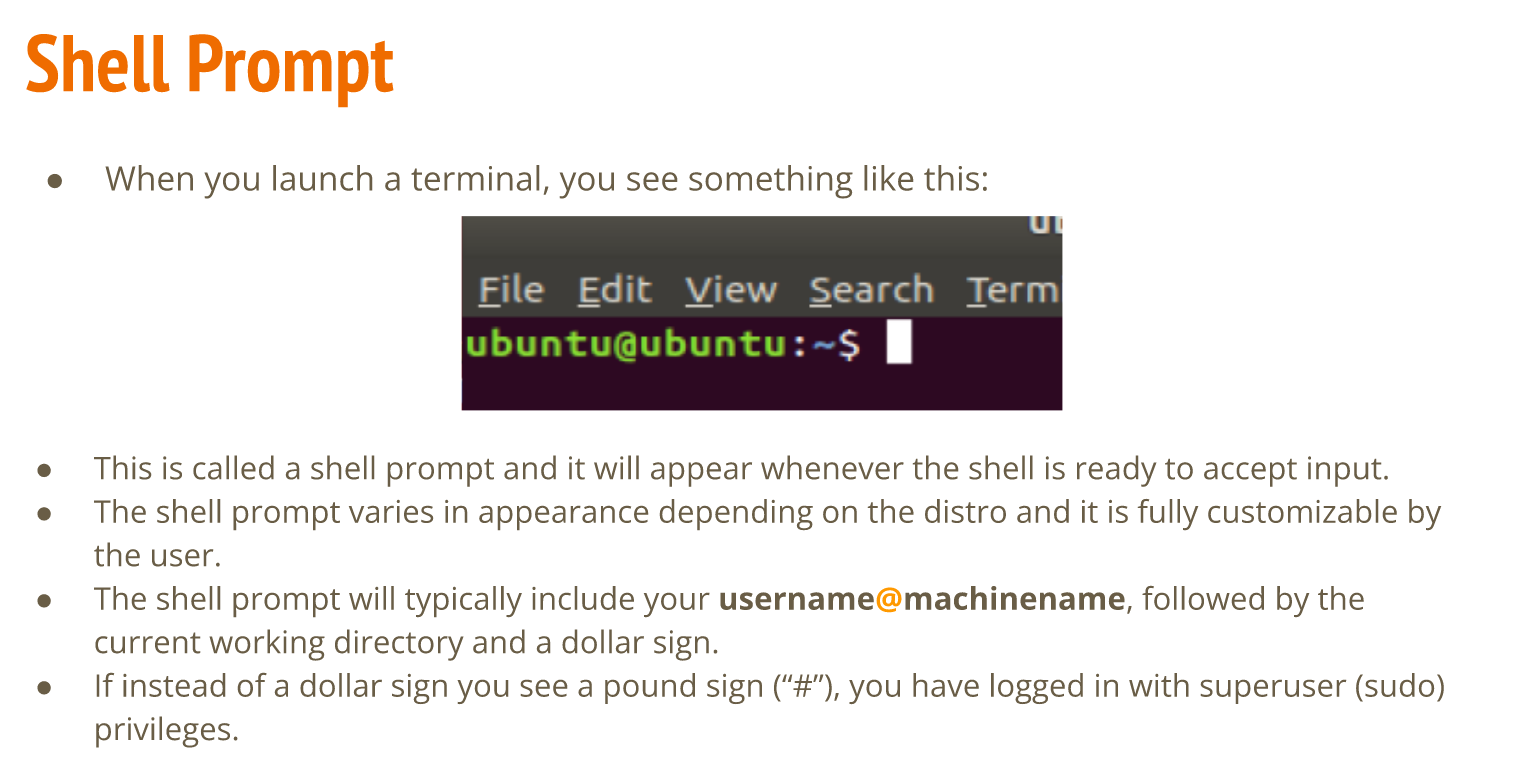 Shell Prompt
● When you launch a terminal, you see something like this:
File Edit View Search Term
ubuntu@ubuntu:~$
● This is called a shell prompt and it will appear whenever the shell is ready to accept input.
● The shell prompt varies in appearance depending on the distro and it is fully customizable by
the user.
● The shell prompt will typically include your username@machinename, followed by the
current working directory and a dollar sign.
● If instead of a dollar sign you see a pound sign (“#”), you have logged in with superuser (sudo)
privileges.